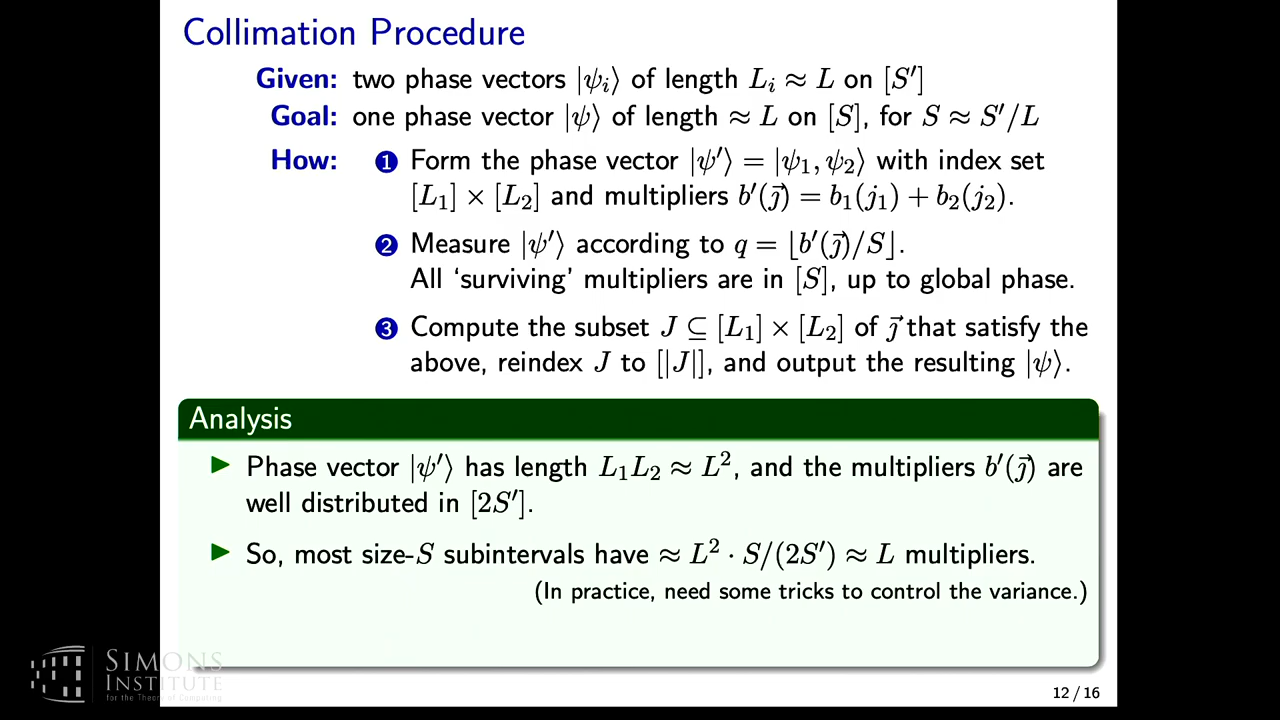 Collimation Procedure
Given: two phase vectors |ψᵢ⟩ of length Lᵢ ≈ L on [S′]
Goal: one phase vector |ψ⟩ of length ≈ L on [S], for S ≈ S′/L
How: 1 Form the phase vector |ψ′⟩ = |ψ₁, ψ₂⟩ with index set
[L₁] × [L₂] and multipliers b′(ȷ⃗) = b₁(j₁) + b₂(j₂).
2 Measure |ψ′⟩ according to q = ⌊b′(ȷ⃗)/S⌋.
All ‘surviving’ multipliers are in [S], up to global phase.
3 Compute the subset J ⊆ [L₁] × [L₂] of ȷ⃗ that satisfy the
above, reindex J to [|J|], and output the resulting |ψ⟩.
Analysis
▶ Phase vector |ψ′⟩ has length L₁L₂ ≈ L², and the multipliers b′(ȷ⃗) are
well distributed in [2S′].
▶ So, most size-S subintervals have ≈ L² · S/(2S′) ≈ L multipliers.
(In practice, need some tricks to control the variance.)
SIMONS
INSTITUTE
for the Theory of Computing
12 / 16